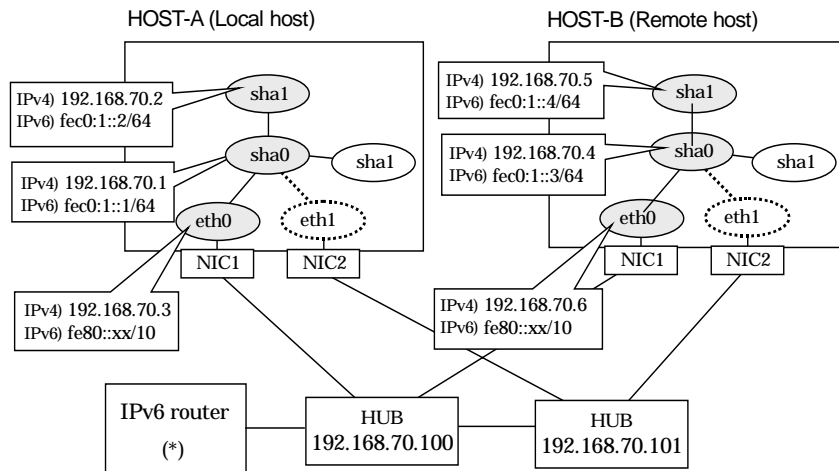 HOST-A (Local host)
HOST-B (Remote host)
IPv4) 192.168.70.2
IPv6) fec0:1::2/64
sha1
IPv4) 192.168.70.5
IPv6) fec0:1::4/64
sha1
IPv4) 192.168.70.1
IPv6) fec0:1::1/64
sha0
sha1
IPv4) 192.168.70.4
IPv6) fec0:1::3/64
sha0
sha1
eth0
eth1
eth0
eth1
NIC1
NIC2
NIC1
NIC2
IPv4) 192.168.70.3
IPv6) fe80::xx/10
IPv4) 192.168.70.6
IPv6) fe80::xx/10
IPv6 router
(*)
HUB
192.168.70.100
HUB
192.168.70.101